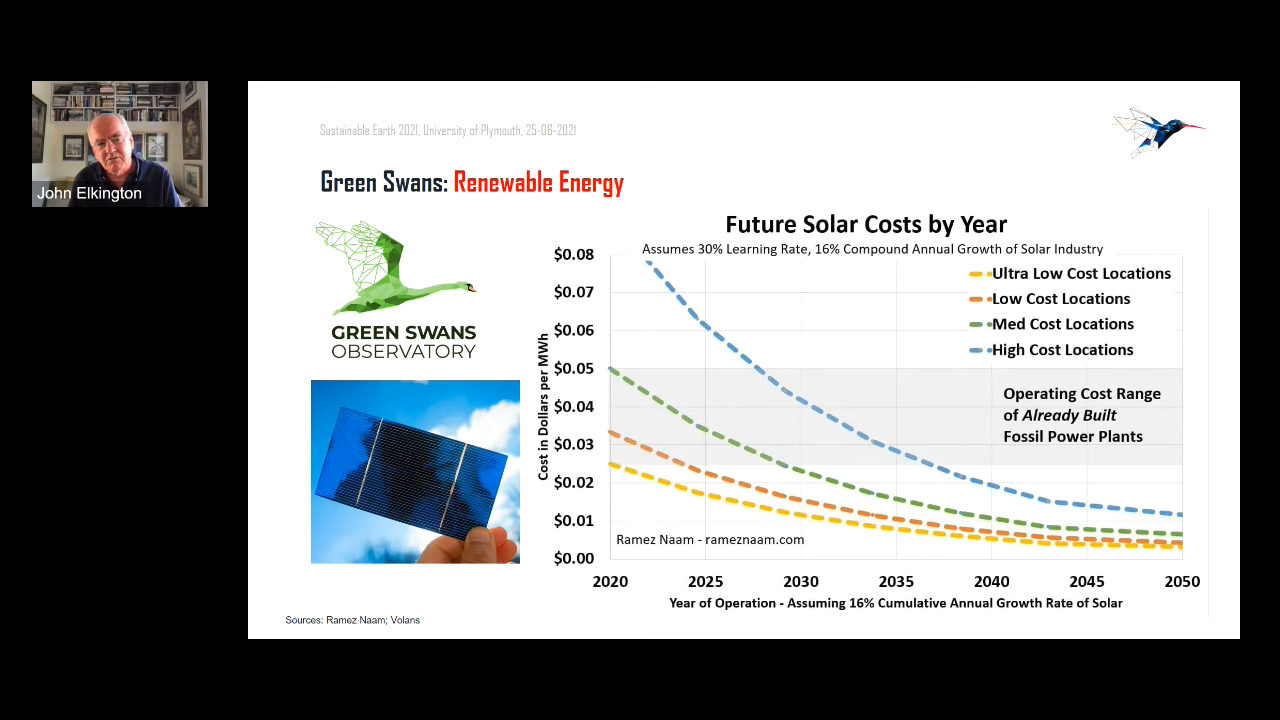 John Elkington
Sustainable Earth 2021, University of Plymouth, 25-06-2021
Green Swans: Renewable Energy
GREEN SWANS
OBSERVATORY
Future Solar Costs by Year
Assumes 30% Learning Rate, 16% Compound Annual Growth of Solar Industry
Cost in Dollars per MWh
$0.08
$0.07
$0.06
$0.05
$0.04
$0.03
$0.02
$0.01
$0.00
Ultra Low Cost Locations
Low Cost Locations
Med Cost Locations
High Cost Locations
Operating Cost Range
of Already Built
Fossil Power Plants
Ramez Naam - rameznaam.com
2020 2025 2030 2035 2040 2045 2050
Year of Operation - Assuming 16% Cumulative Annual Growth Rate of Solar
Sources: Ramez Naam; Volans